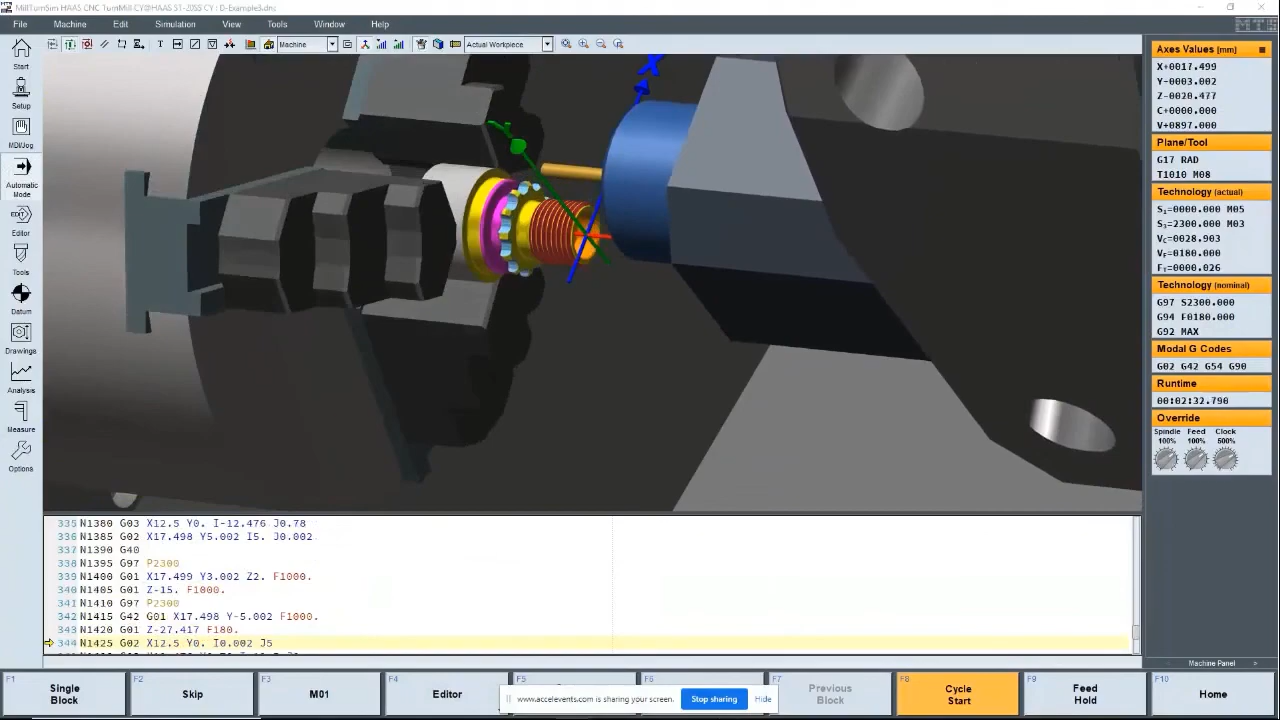 MillTurnSim HAAS CNC TurnMill-CY@HAAS ST-20SS CY : D-Example5.dnc
File Machine Edit Simulation View Tools Window Help
MTS
Machine Actual Workpiece
Start
Setup
MDI/Jog
Automatic
Mode
Editor
Tools
Datum
Drawings
Analysis
Measure
Options
X
Axes Values [mm]
X+0017.499
Y-0003.002
Z-0020.477
C+0000.000
V+0897.000
Plane/Tool
G17 RAD
T1010 M08
Technology (actual)
S1=0000.000 M05
S3=2300.000 M03
VC=0028.903
VF=0180.000
FT=0000.026
Technology (nominal)
G97 S2300.000
G94 F0180.000
G92 MAX
Modal G Codes
G02 G42 G54 G90
Runtime
00:02:32.790
Override
Spindle Feed Clock
100% 100% 500%
335 N1380 G03 X12.5 Y0. I-12.476 J0.78
336 N1385 G02 X17.498 Y5.002 I5. J0.002
337 N1390 G40
338 N1395 G97 P2300
339 N1400 G01 X17.499 Y3.002 Z2. F1000.
340 N1405 G01 Z-15. F1000.
341 N1410 G97 P2300
342 N1415 G42 G01 X17.498 Y-5.002 F1000.
343 N1420 G01 Z-27.417 F180.
344 N1425 G02 X12.5 Y0. I0.002 J5
Machine Panel >
F1 Single Block
F2 Skip
F3 M01
F4 Editor
F5
F6
F7 Previous Block
F8 Cycle Start
F9 Feed Hold
F10 Home
www.accelevents.com is sharing your screen. Stop sharing Hide